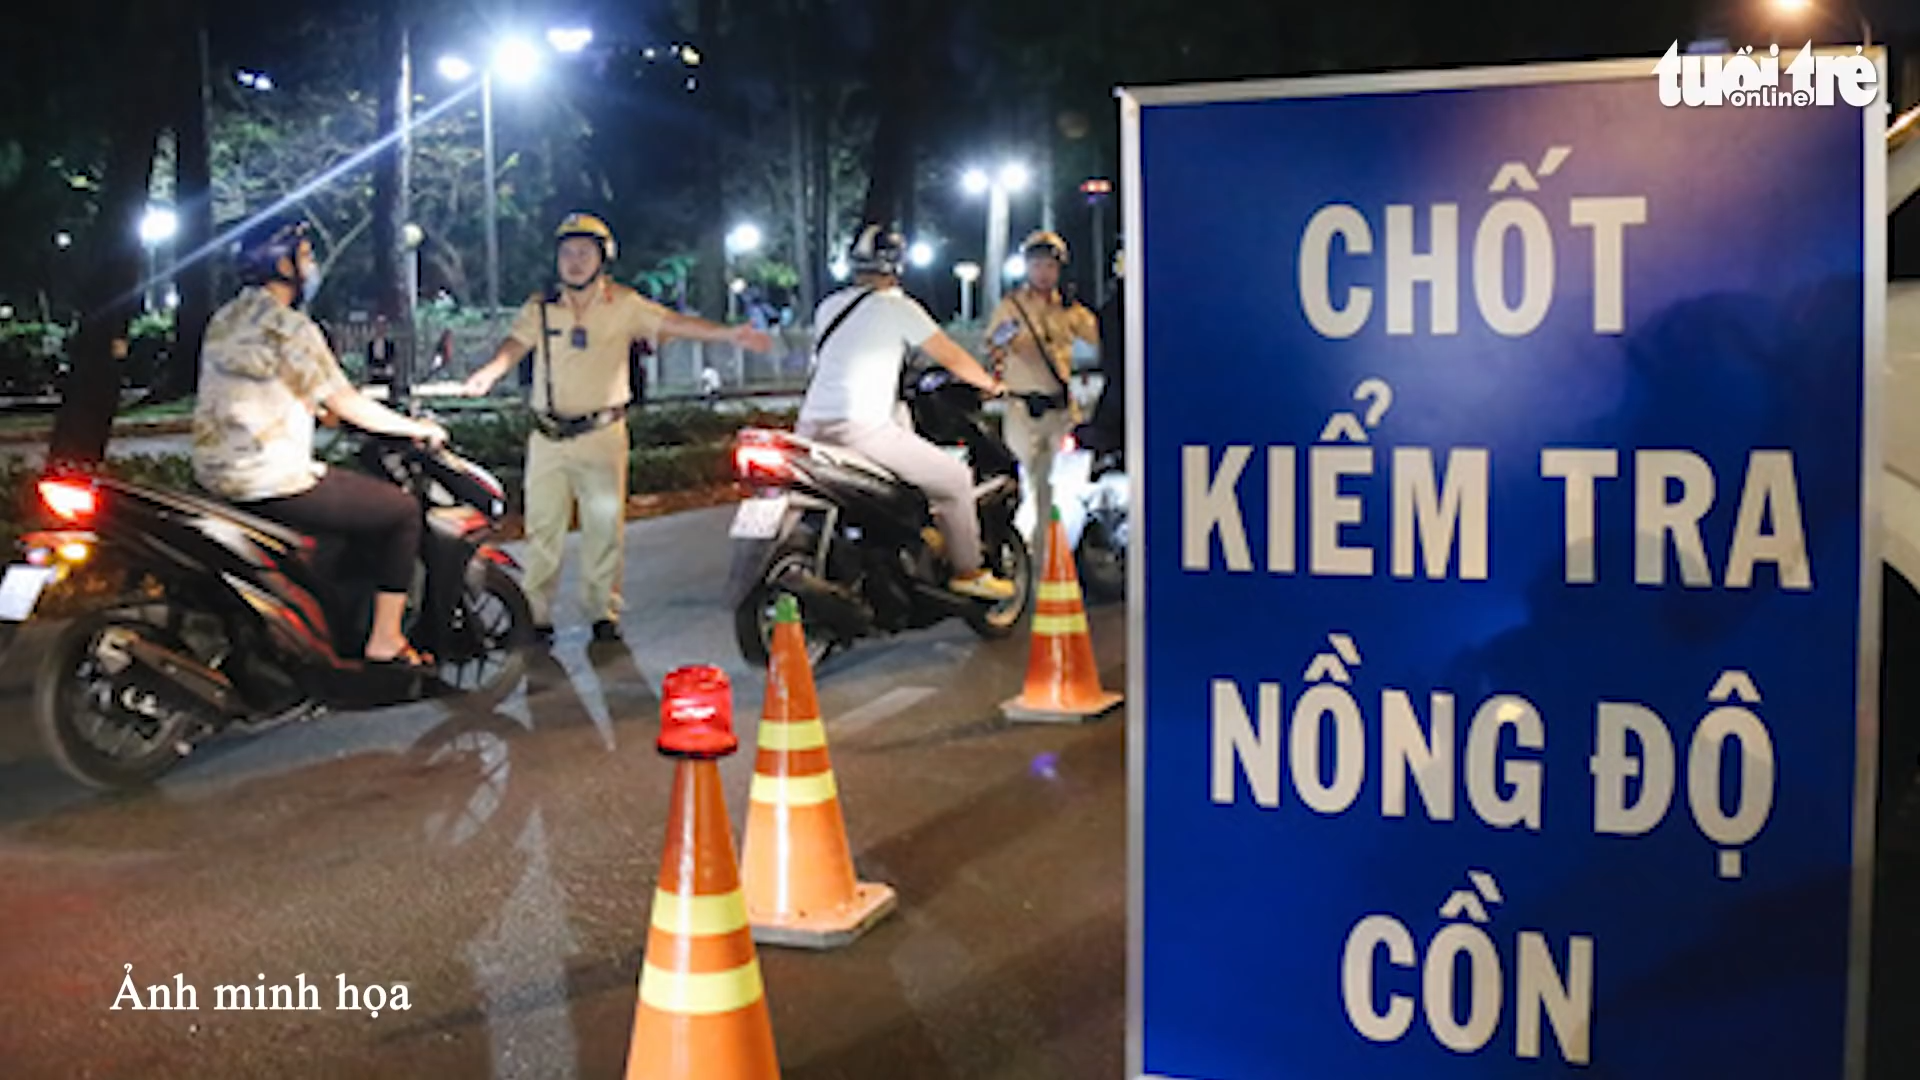 tuổi trẻ
online
CHỐT
KIỂM TRA
NỒNG ĐỘ
CỒN
Ảnh minh họa